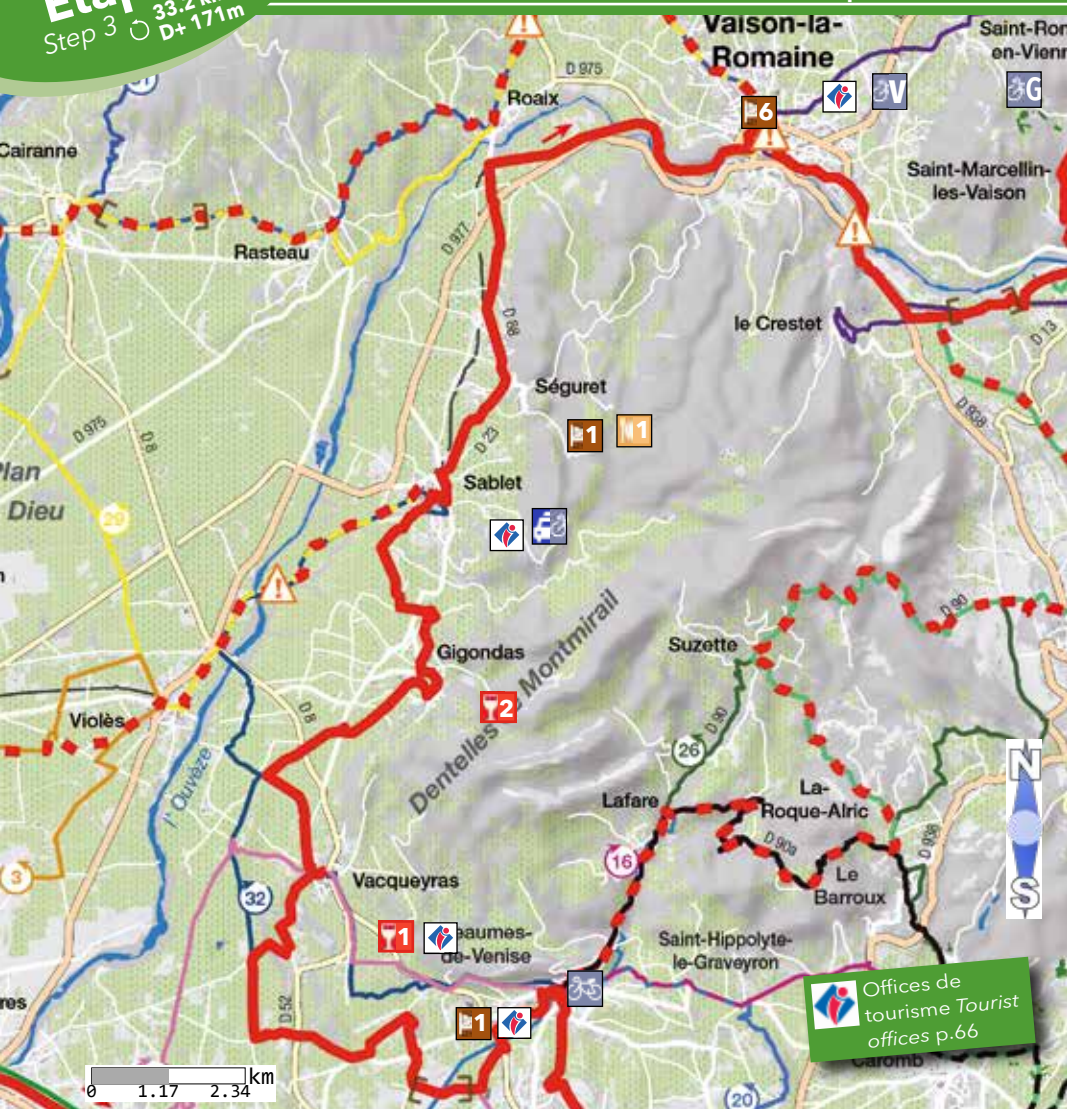 Step 3
33.2
D+ 171m
Vaison-la-
Romaine
Saint-Rom
en-Vienn
D 975
Roaix
6
V
G
Cairanne
Saint-Marcellin-
les-Vaison
Rasteau
D 977
D 88
le Crestet
D 13
Séguret
D 938
1
1
D 975
D 8
D 23
Plan
Dieu
Sablet
29
Dentelles
Montmirail
D 90
Suzette
Gigondas
2
D 8
Violès
D 90
26
l'Ouvèze
N
S
Lafare
La-
Roque-Alric
D 90a
D 938
16
Le
Barroux
3
Vacqueyras
32
1
eaumes-
de-Venise
Saint-Hippolyte-
le-Graveyron
res
D 52
1
Offices de
tourisme Tourist
offices p.66
Caromb
km
0 1.17 2.34
20